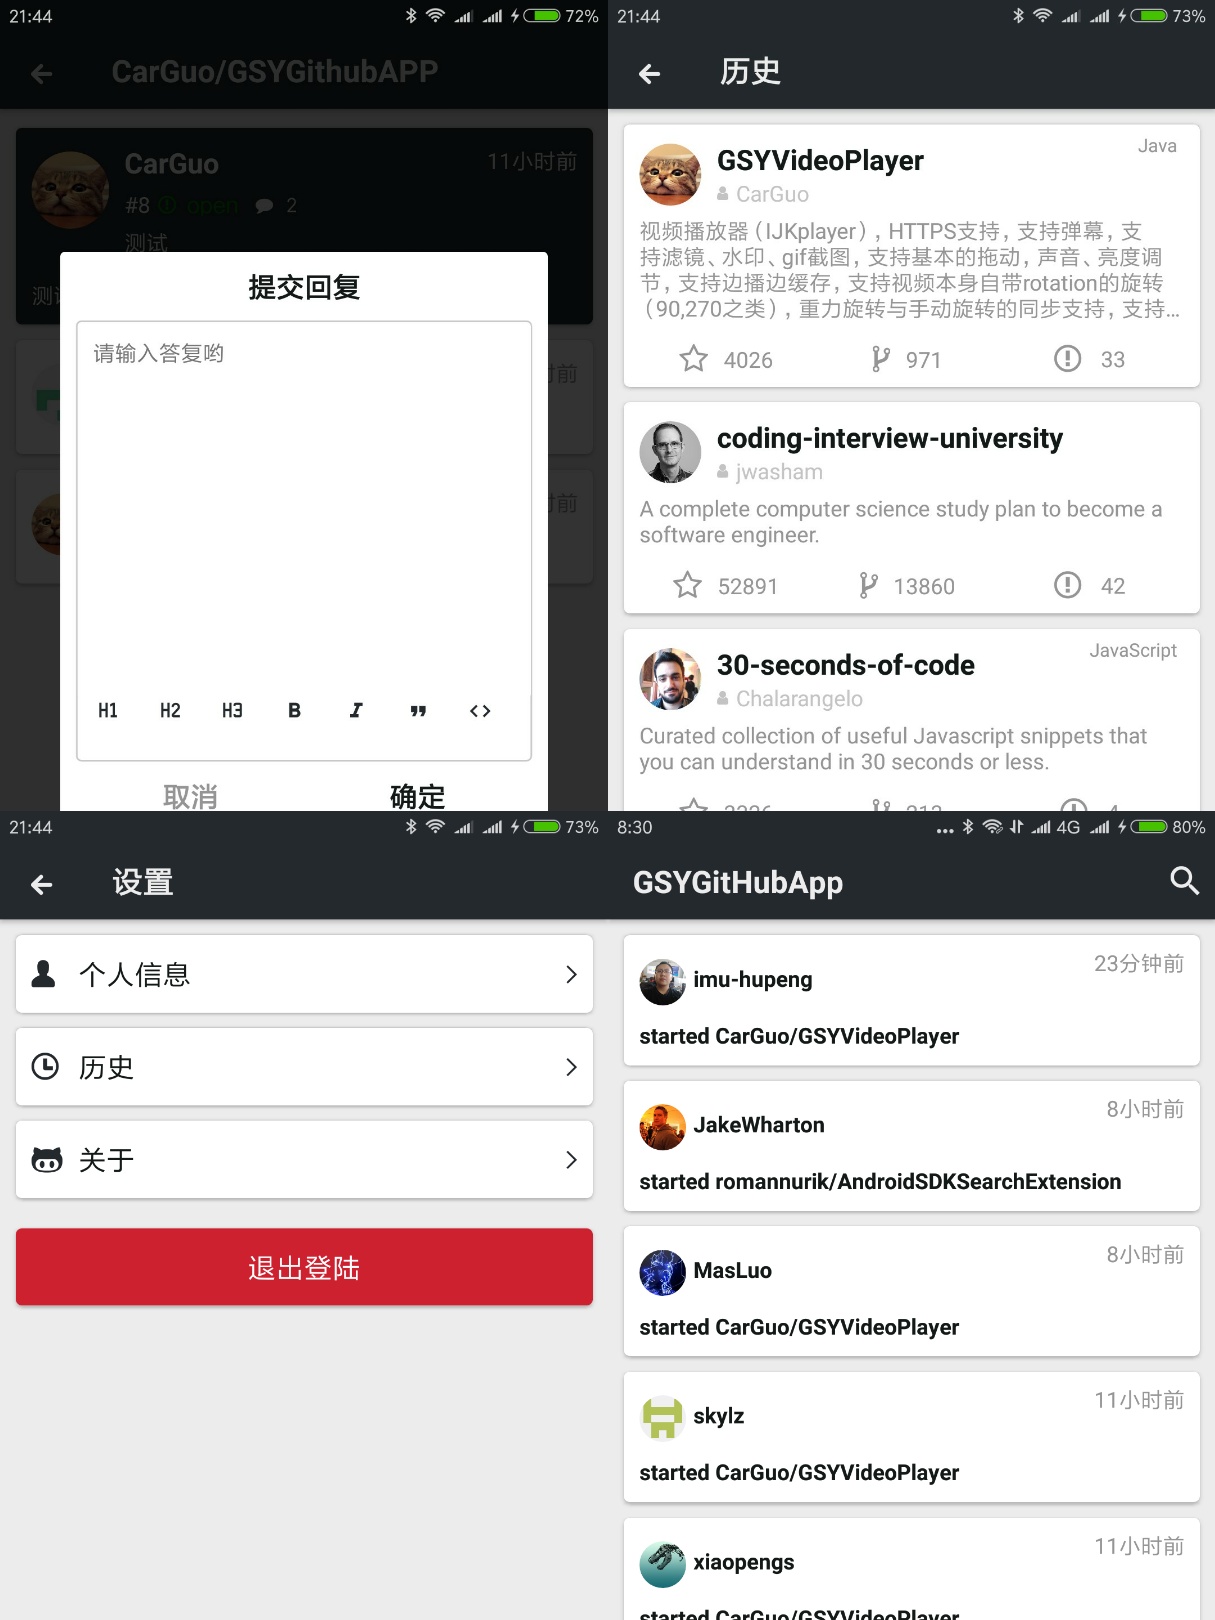 21:44
72%
CarGuo/GSYGithubAPP
CarGuo
11小时前
#8 open 2
测试
提交回复
请输入答复哟
H1 H2 H3 B I <>
取消 确定
21:44
73%
历史
GSYVideoPlayer
Java
CarGuo
视频播放器（IJKplayer），HTTPS支持，支持弹幕，支
持滤镜、水印、gif截图，支持基本的拖动，声音、亮度调
节，支持边播边缓存，支持视频本身自带rotation的旋转
（90,270之类），重力旋转与手动旋转的同步支持，支持...
4026 971 33
coding-interview-university
jwasham
A complete computer science study plan to become a
software engineer.
52891 13860 42
30-seconds-of-code
JavaScript
Chalarangelo
Curated collection of useful Javascript snippets that
you can understand in 30 seconds or less.
21:44
73%
设置
个人信息
历史
关于
退出登陆
8:30
4G 80%
GSYGitHubApp
imu-hupeng
23分钟前
started CarGuo/GSYVideoPlayer
JakeWharton
8小时前
started romannurik/AndroidSDKSearchExtension
MasLuo
8小时前
started CarGuo/GSYVideoPlayer
skylz
11小时前
started CarGuo/GSYVideoPlayer
xiaopengs
11小时前
started CarGuo/GSYVideoPlayer